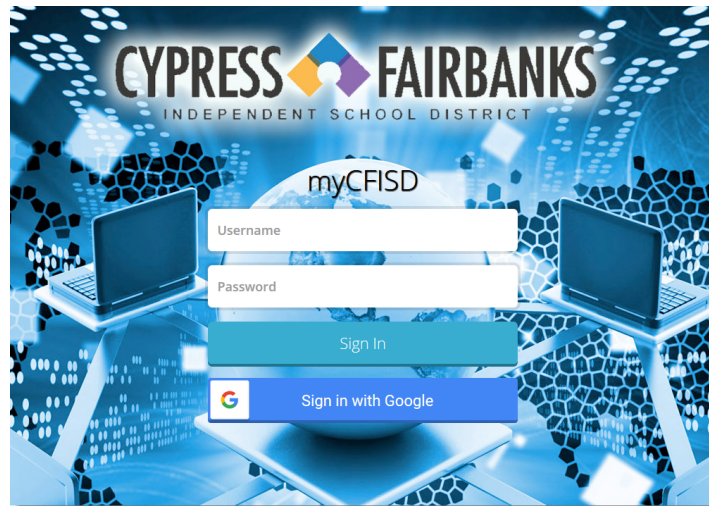 CYPRESS FAIRBANKS
INDEPENDENT SCHOOL DISTRICT
myCFISD
Username
Password
Sign In
Sign in with Google